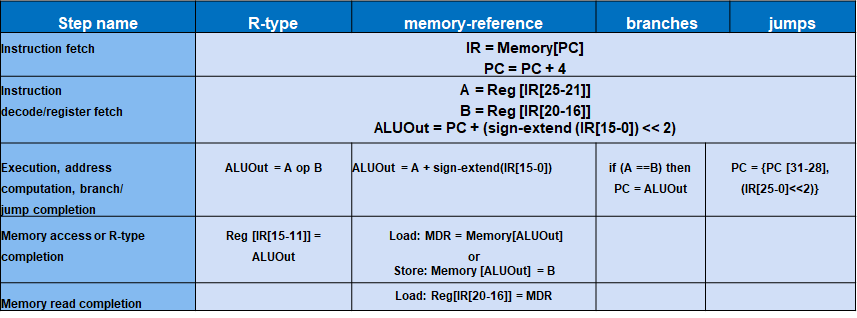 Step name R-type memory-reference branches jumps
Instruction fetch
IR = Memory[PC]
PC = PC + 4
Instruction
decode/register fetch
A = Reg [IR[25-21]]
B = Reg [IR[20-16]]
ALUOut = PC + (sign-extend (IR[15-0]) << 2)
Execution, address
computation, branch/
jump completion
ALUOut = A op B
ALUOut = A + sign-extend(IR[15-0])
if (A ==B) then
PC = ALUOut
PC = {PC [31-28],
(IR[25-0]<<2)}
Memory access or R-type
completion
Reg [IR[15-11]] =
ALUOut
Load: MDR = Memory[ALUOut]
or
Store: Memory [ALUOut] = B
Memory read completion
Load: Reg[IR[20-16]] = MDR